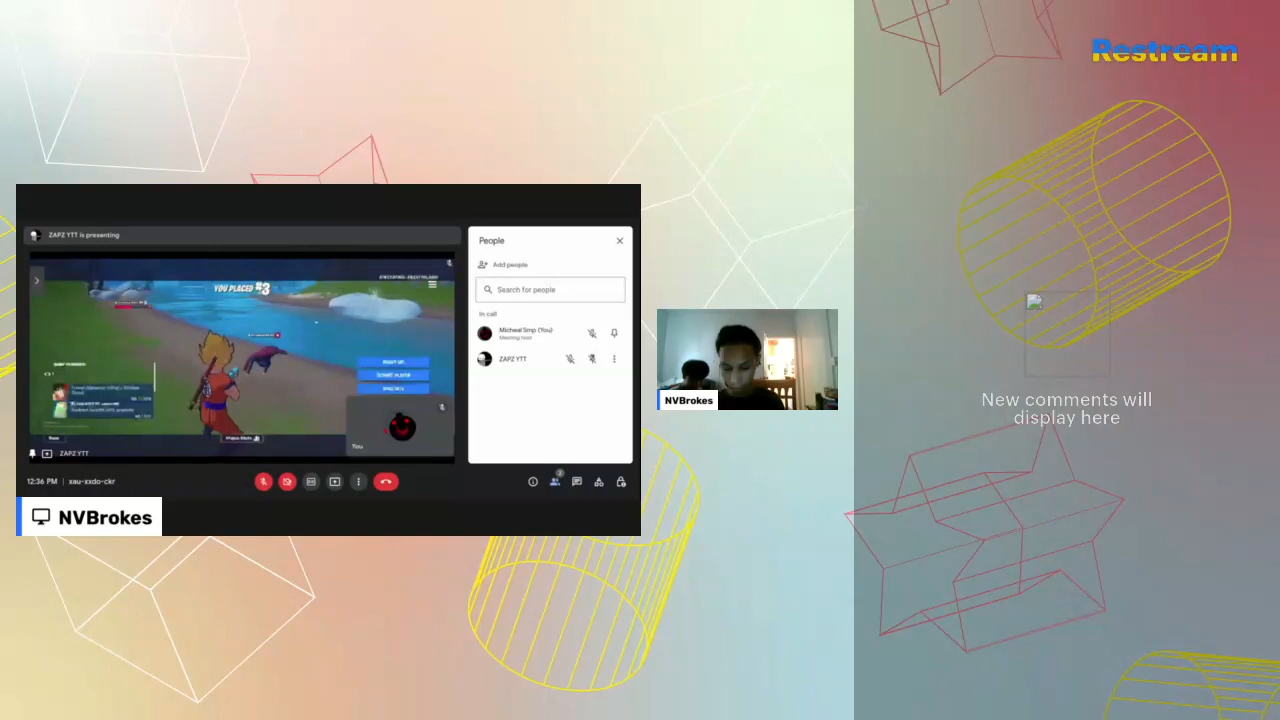 Restream
ZAPZ YTT is presenting
People
Add people
YOU PLACED #3
Search for people
In call
Micheal Smp (You)
Meeting host
ZAPZ YTT
NVBrokes
New comments will
display here
You
ZAPZ YTT
12:36 PM | xau-xxdo-ckr
2
NVBrokes